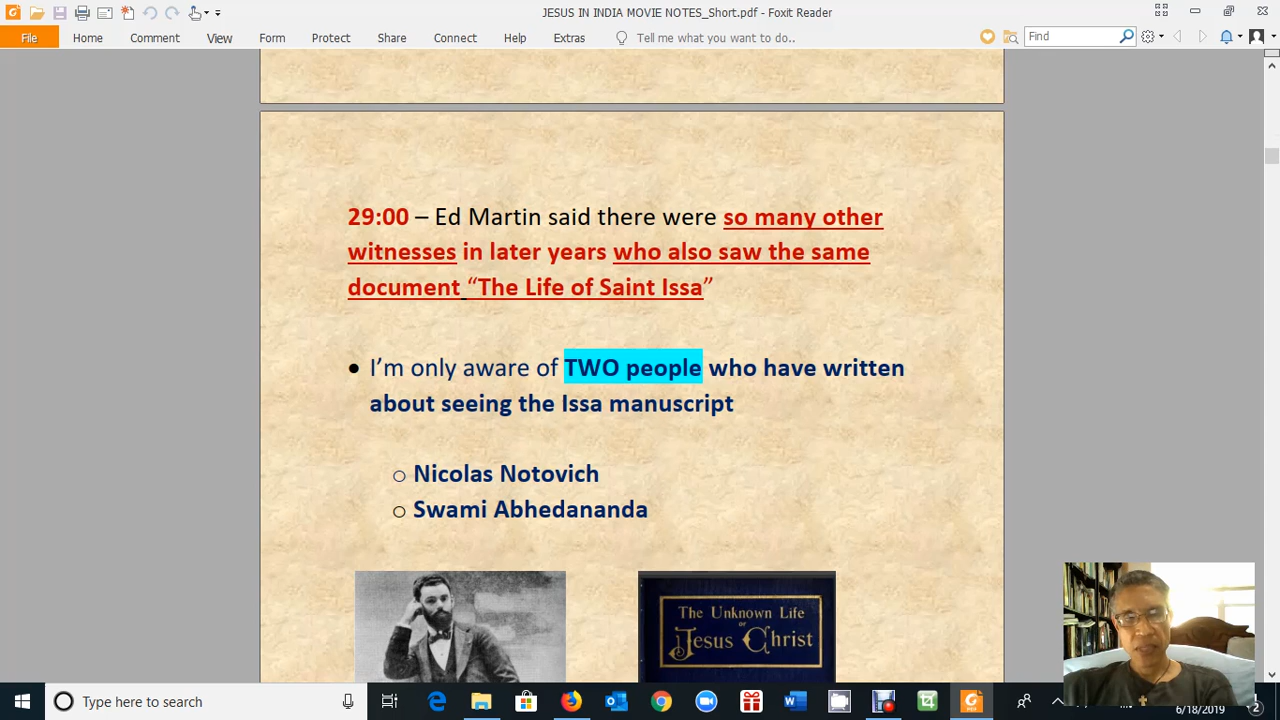 JESUS IN INDIA MOVIE NOTES_Short.pdf - Foxit Reader
File Home Comment View Form Protect Share Connect Help Extras Tell me what you want to do.. Find
29:00 – Ed Martin said there were so many other
witnesses in later years who also saw the same
document “The Life of Saint Issa”
• I’m only aware of TWO people who have written
about seeing the Issa manuscript
o Nicolas Notovich
o Swami Abhedananda
The Unknown Life
of
Jesus Christ
Type here to search
6/18/2019
2